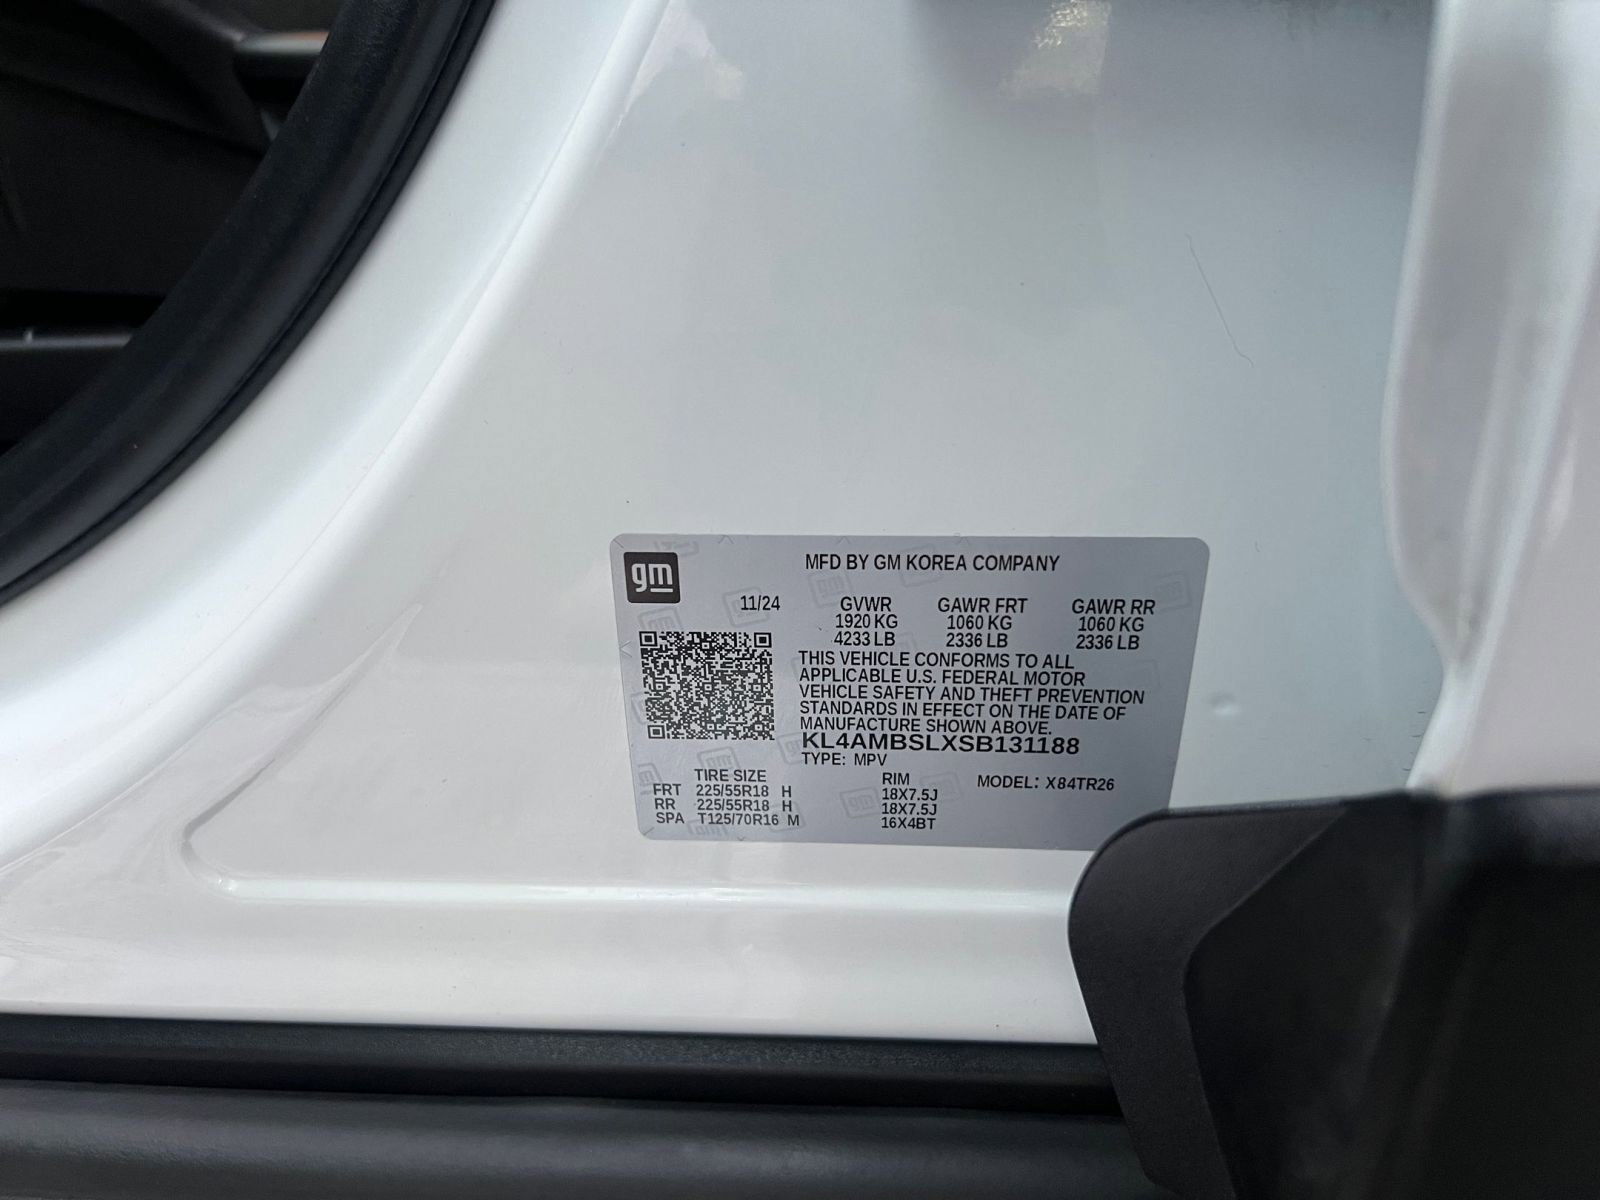 gm
MFD BY GM KOREA COMPANY
11/24 GVWR GAWR FRT GAWR RR
1920 KG 1060 KG 1060 KG
4233 LB 2336 LB 2336 LB
THIS VEHICLE CONFORMS TO ALL
APPLICABLE U.S. FEDERAL MOTOR
VEHICLE SAFETY AND THEFT PREVENTION
STANDARDS IN EFFECT ON THE DATE OF
MANUFACTURE SHOWN ABOVE.
KL4AMBSLXSB131188
TYPE: MPV
TIRE SIZE RIM MODEL: X84TR26
FRT 225/55R18 H 18X7.5J
RR 225/55R18 H 18X7.5J
SPA T125/70R16 M 16X4BT